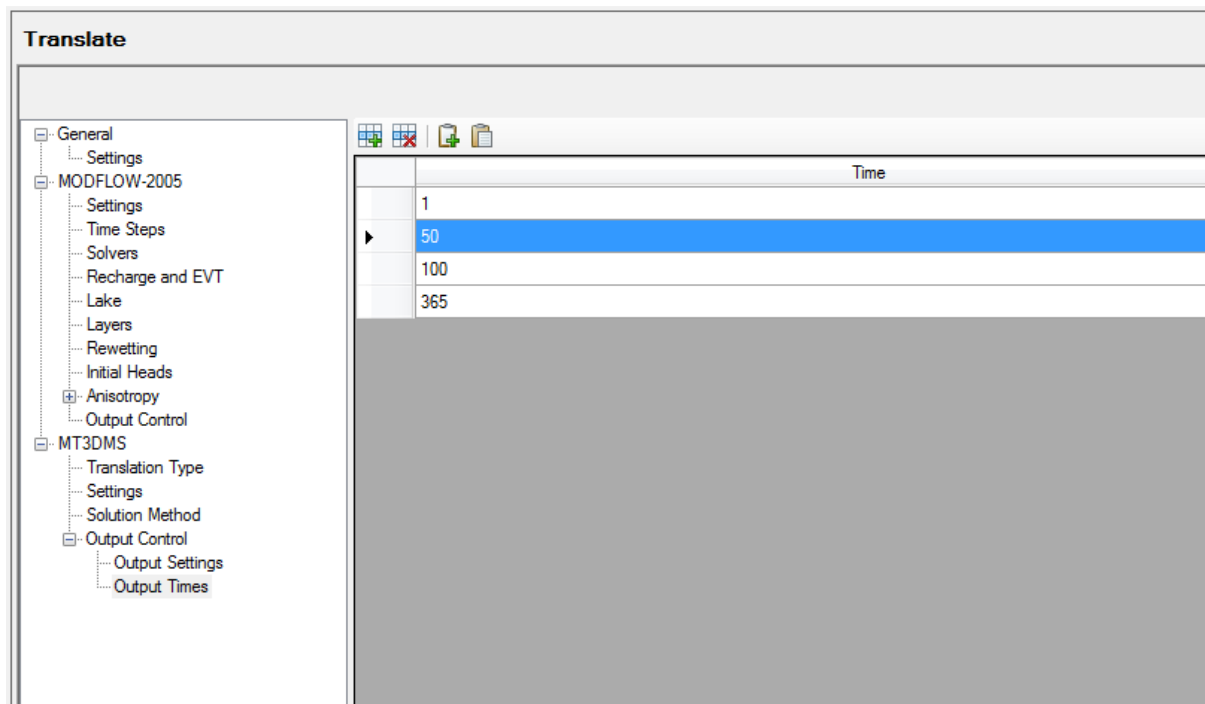 Translate
General
Settings
MODFLOW-2005
Settings
Time Steps
Solvers
Recharge and EVT
Lake
Layers
Rewetting
Initial Heads
Anisotropy
Output Control
MT3DMS
Translation Type
Settings
Solution Method
Output Control
Output Settings
Output Times
Time
1
50
100
365